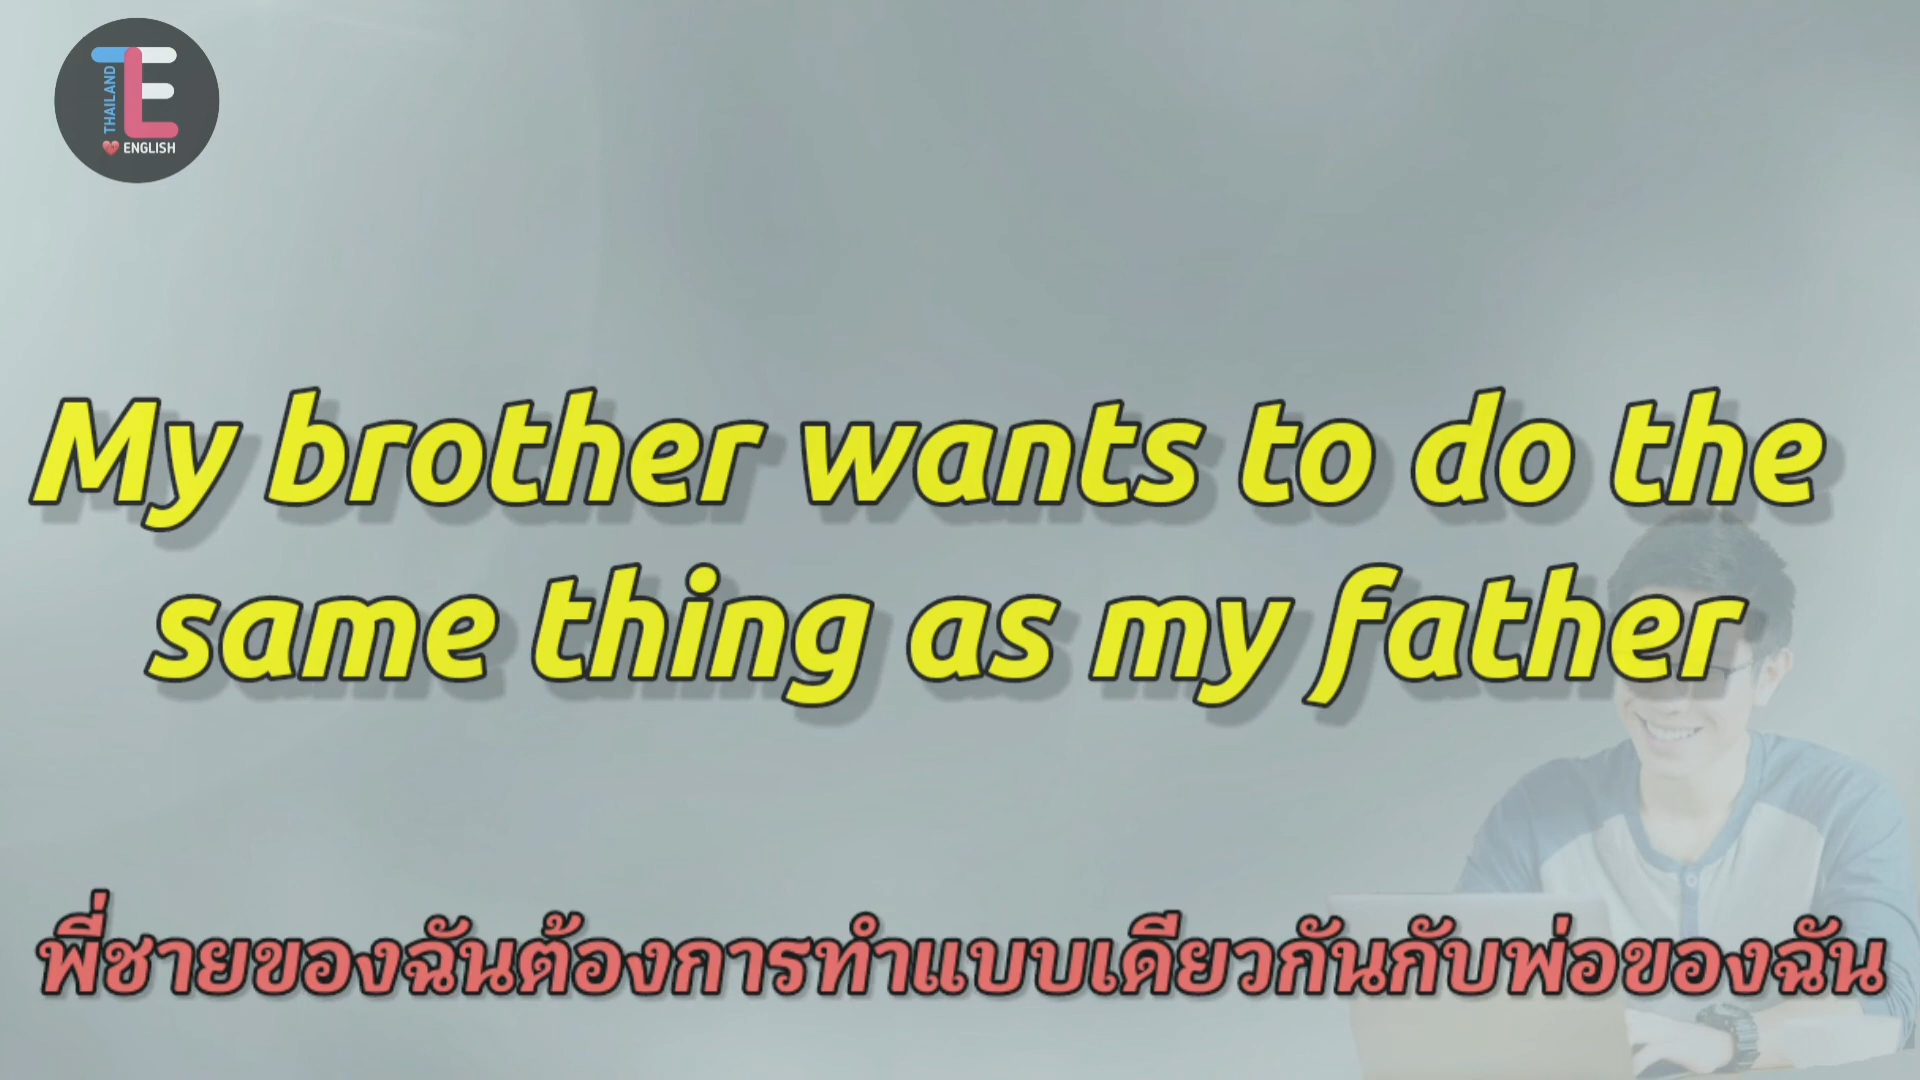 TE
THAILAND
❤ ENGLISH
My brother wants to do the
same thing as my father
พี่ชายของฉันต้องการทำแบบเดียวกันกับพ่อของฉัน